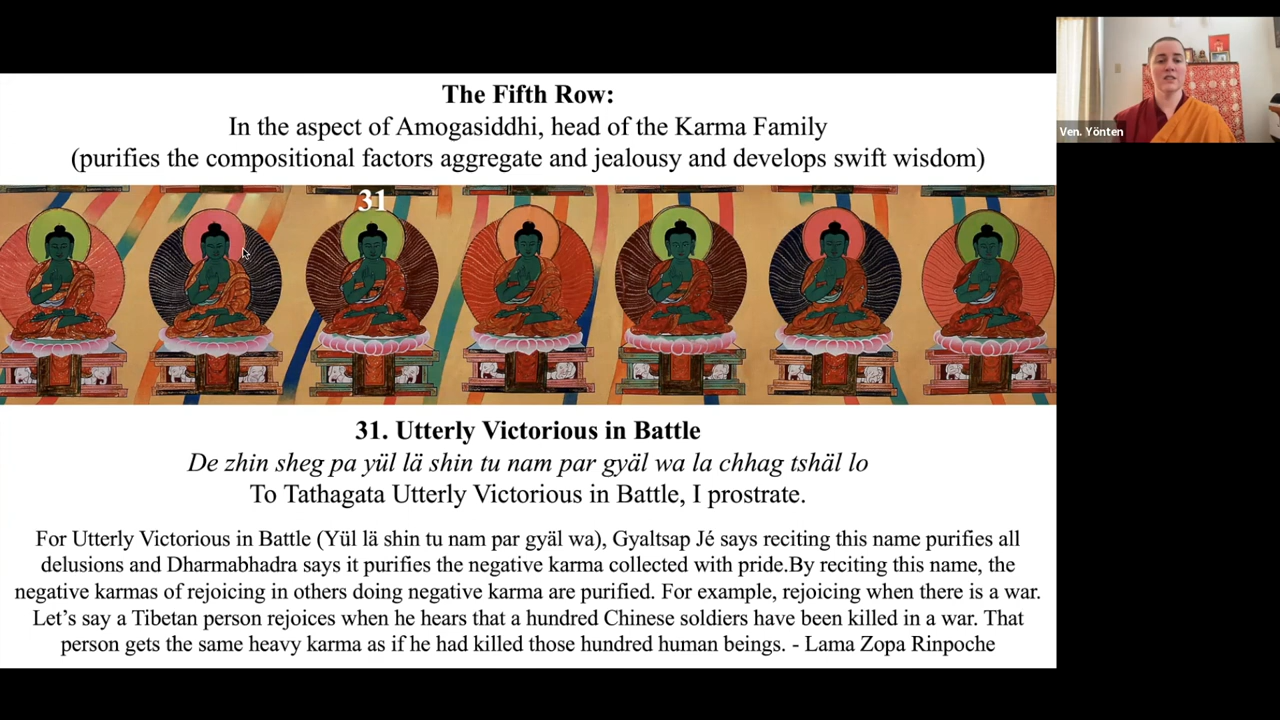 The Fifth Row:
In the aspect of Amogasiddhi, head of the Karma Family
(purifies the compositional factors aggregate and jealousy and develops swift wisdom)
31
31. Utterly Victorious in Battle
De zhin sheg pa yül lä shin tu nam par gyäl wa la chhag tshäl lo
To Tathagata Utterly Victorious in Battle, I prostrate.
For Utterly Victorious in Battle (Yül lä shin tu nam par gyäl wa), Gyaltsap Jé says reciting this name purifies all
delusions and Dharmabhadra says it purifies the negative karma collected with pride.By reciting this name, the
negative karmas of rejoicing in others doing negative karma are purified. For example, rejoicing when there is a war.
Let’s say a Tibetan person rejoices when he hears that a hundred Chinese soldiers have been killed in a war. That
person gets the same heavy karma as if he had killed those hundred human beings. - Lama Zopa Rinpoche
Ven. Yönten